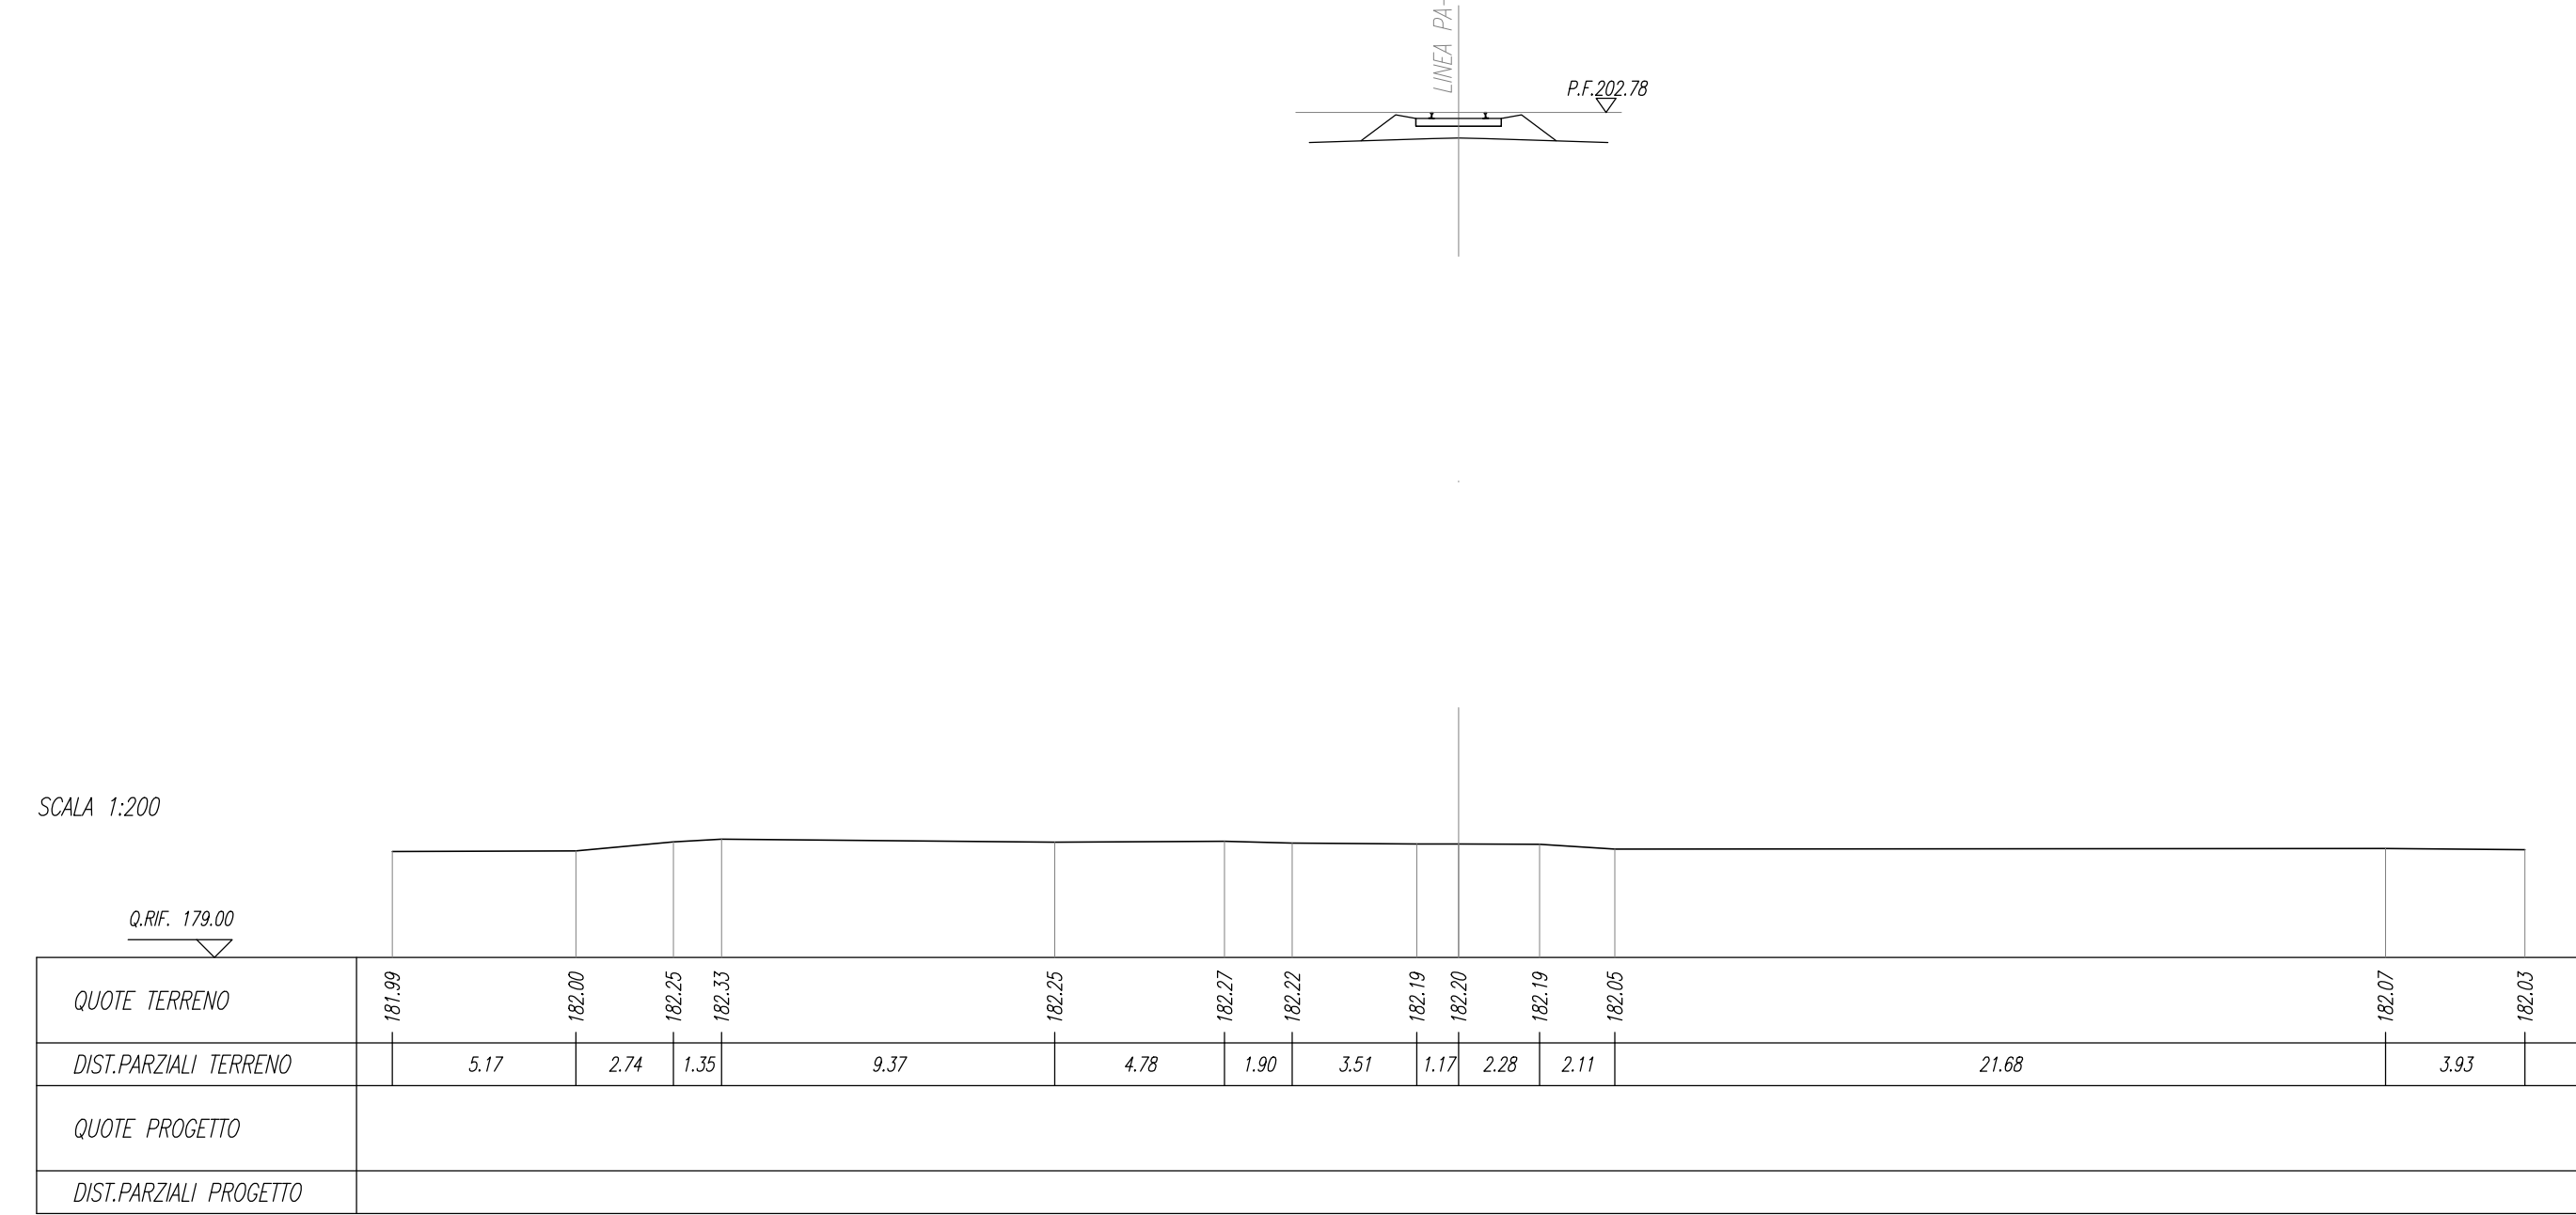 LINEA PA-
P.F.202.78
SCALA 1:200
Q.RIF. 179.00
QUOTE TERRENO 181.99 182.00 182.25 182.33 182.25 182.27 182.22 182.19 182.20 182.19 182.05 182.07 182.03
DIST.PARZIALI TERRENO 5.17 2.74 1.35 9.37 4.78 1.90 3.51 1.17 2.28 2.11 21.68 3.93
QUOTE PROGETTO
DIST.PARZIALI PROGETTO